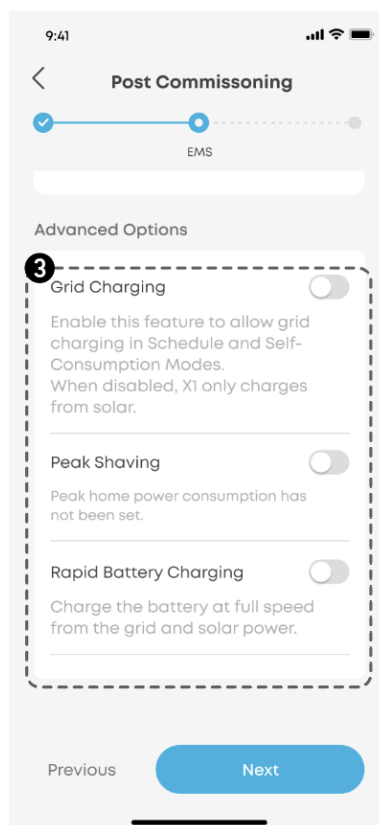 9:41
Post Commissoning
EMS
Advanced Options
3
Grid Charging
Enable this feature to allow grid
charging in Schedule and Self-
Consumption Modes.
When disabled, X1 only charges
from solar.
Peak Shaving
Peak home power consumption has
not been set.
Rapid Battery Charging
Charge the battery at full speed
from the grid and solar power.
Previous
Next